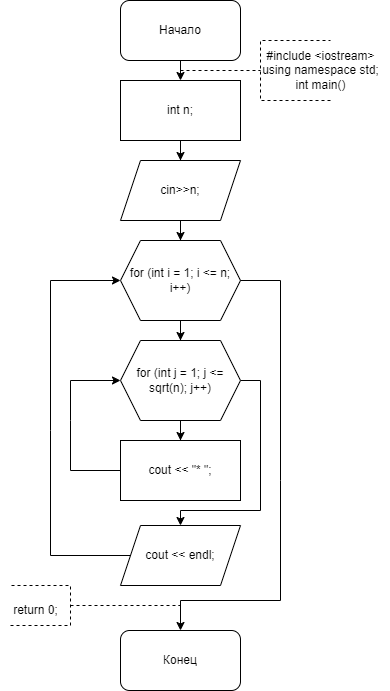 Начало
#include <iostream>
using namespace std;
int main()
int n;
cin>>n;
for (int i = 1; i <= n;
i++)
for (int j = 1; j <=
sqrt(n); j++)
cout << "* ";
cout << endl;
return 0;
Конец